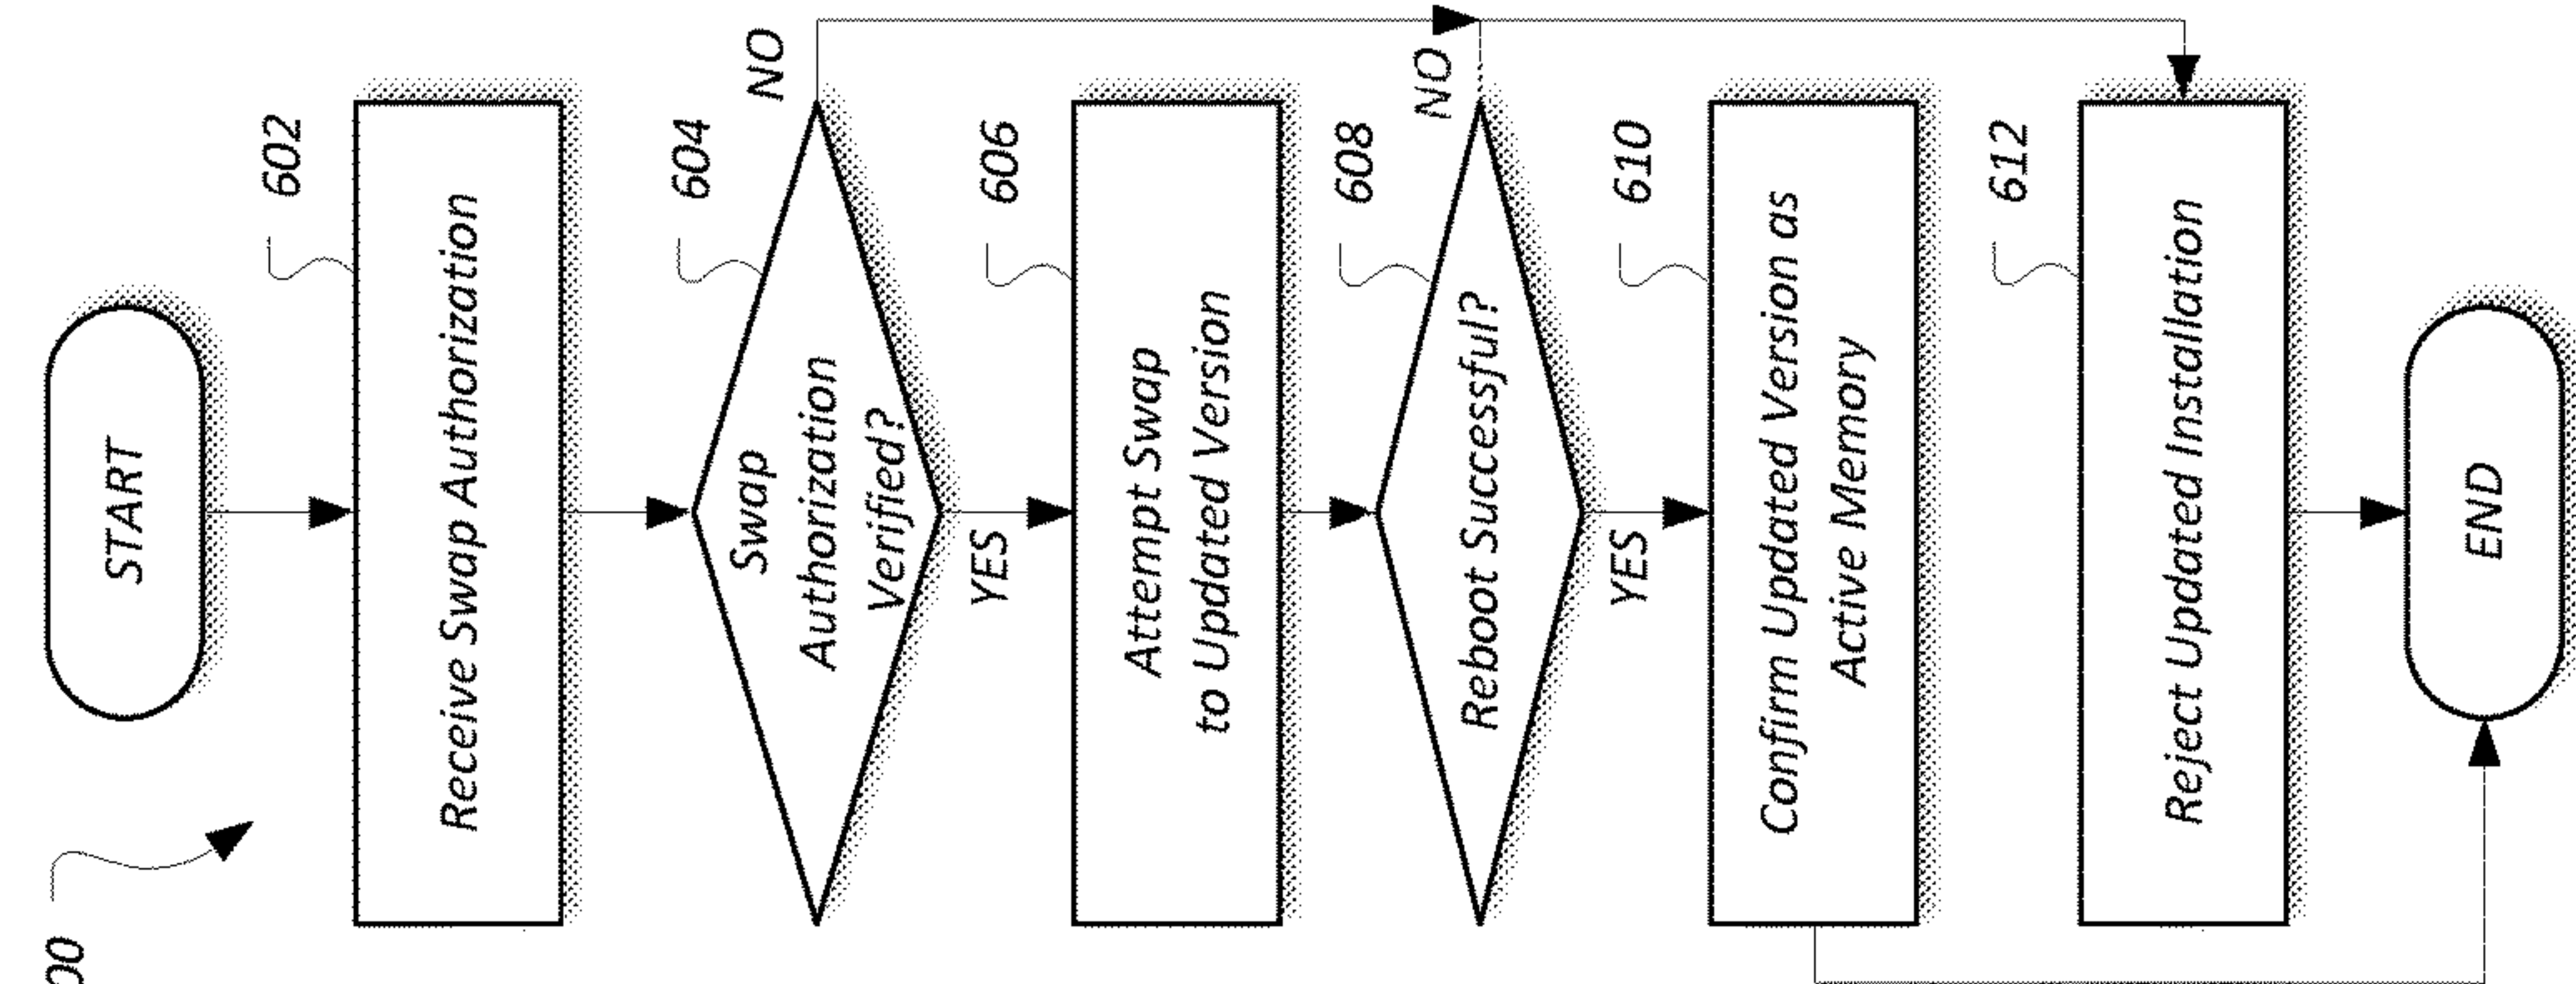 START
602
Receive Swap Authorization
604
Swap
Authorization
Verified?
NO
YES
606
Attempt Swap
to Updated Version
608
Reboot Successful?
NO
YES
610
Confirm Updated Version as
Active Memory
612
Reject Updated Installation
END